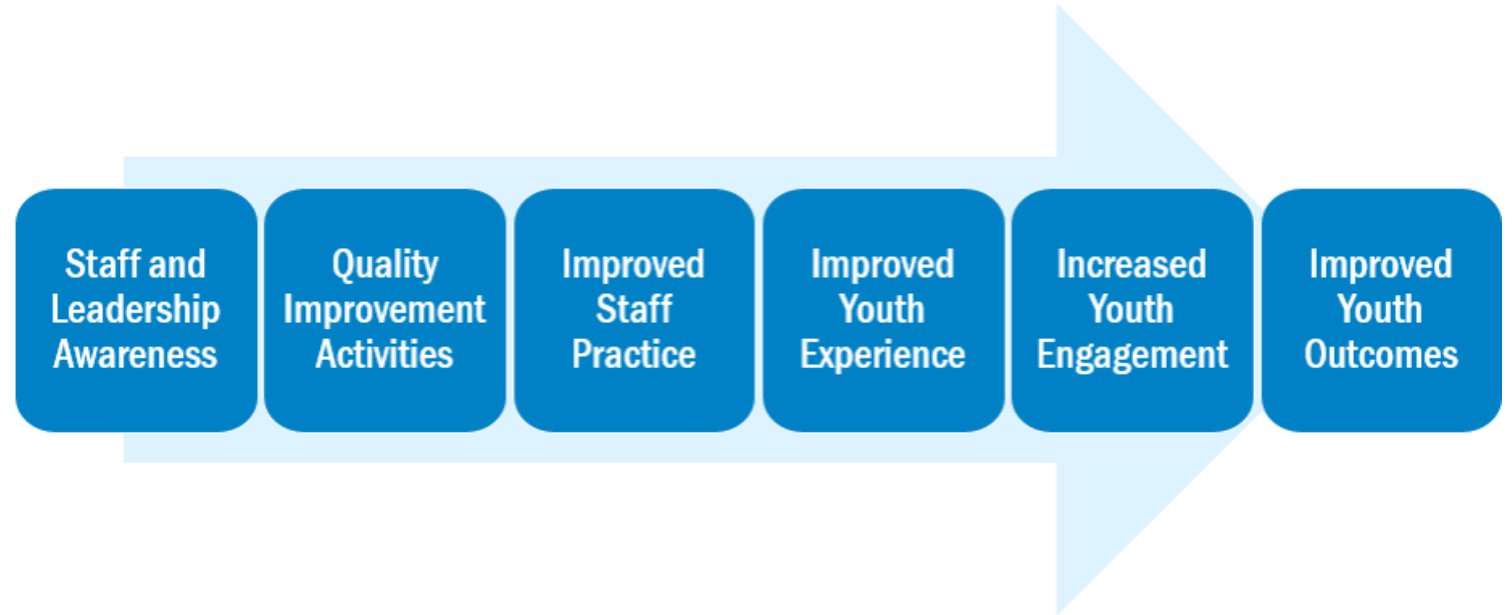 Staff and
Leadership
Awareness
Quality
Improvement
Activities
Improved
Staff
Practice
Improved
Youth
Experience
Increased
Youth
Engagement
Improved
Youth
Outcomes